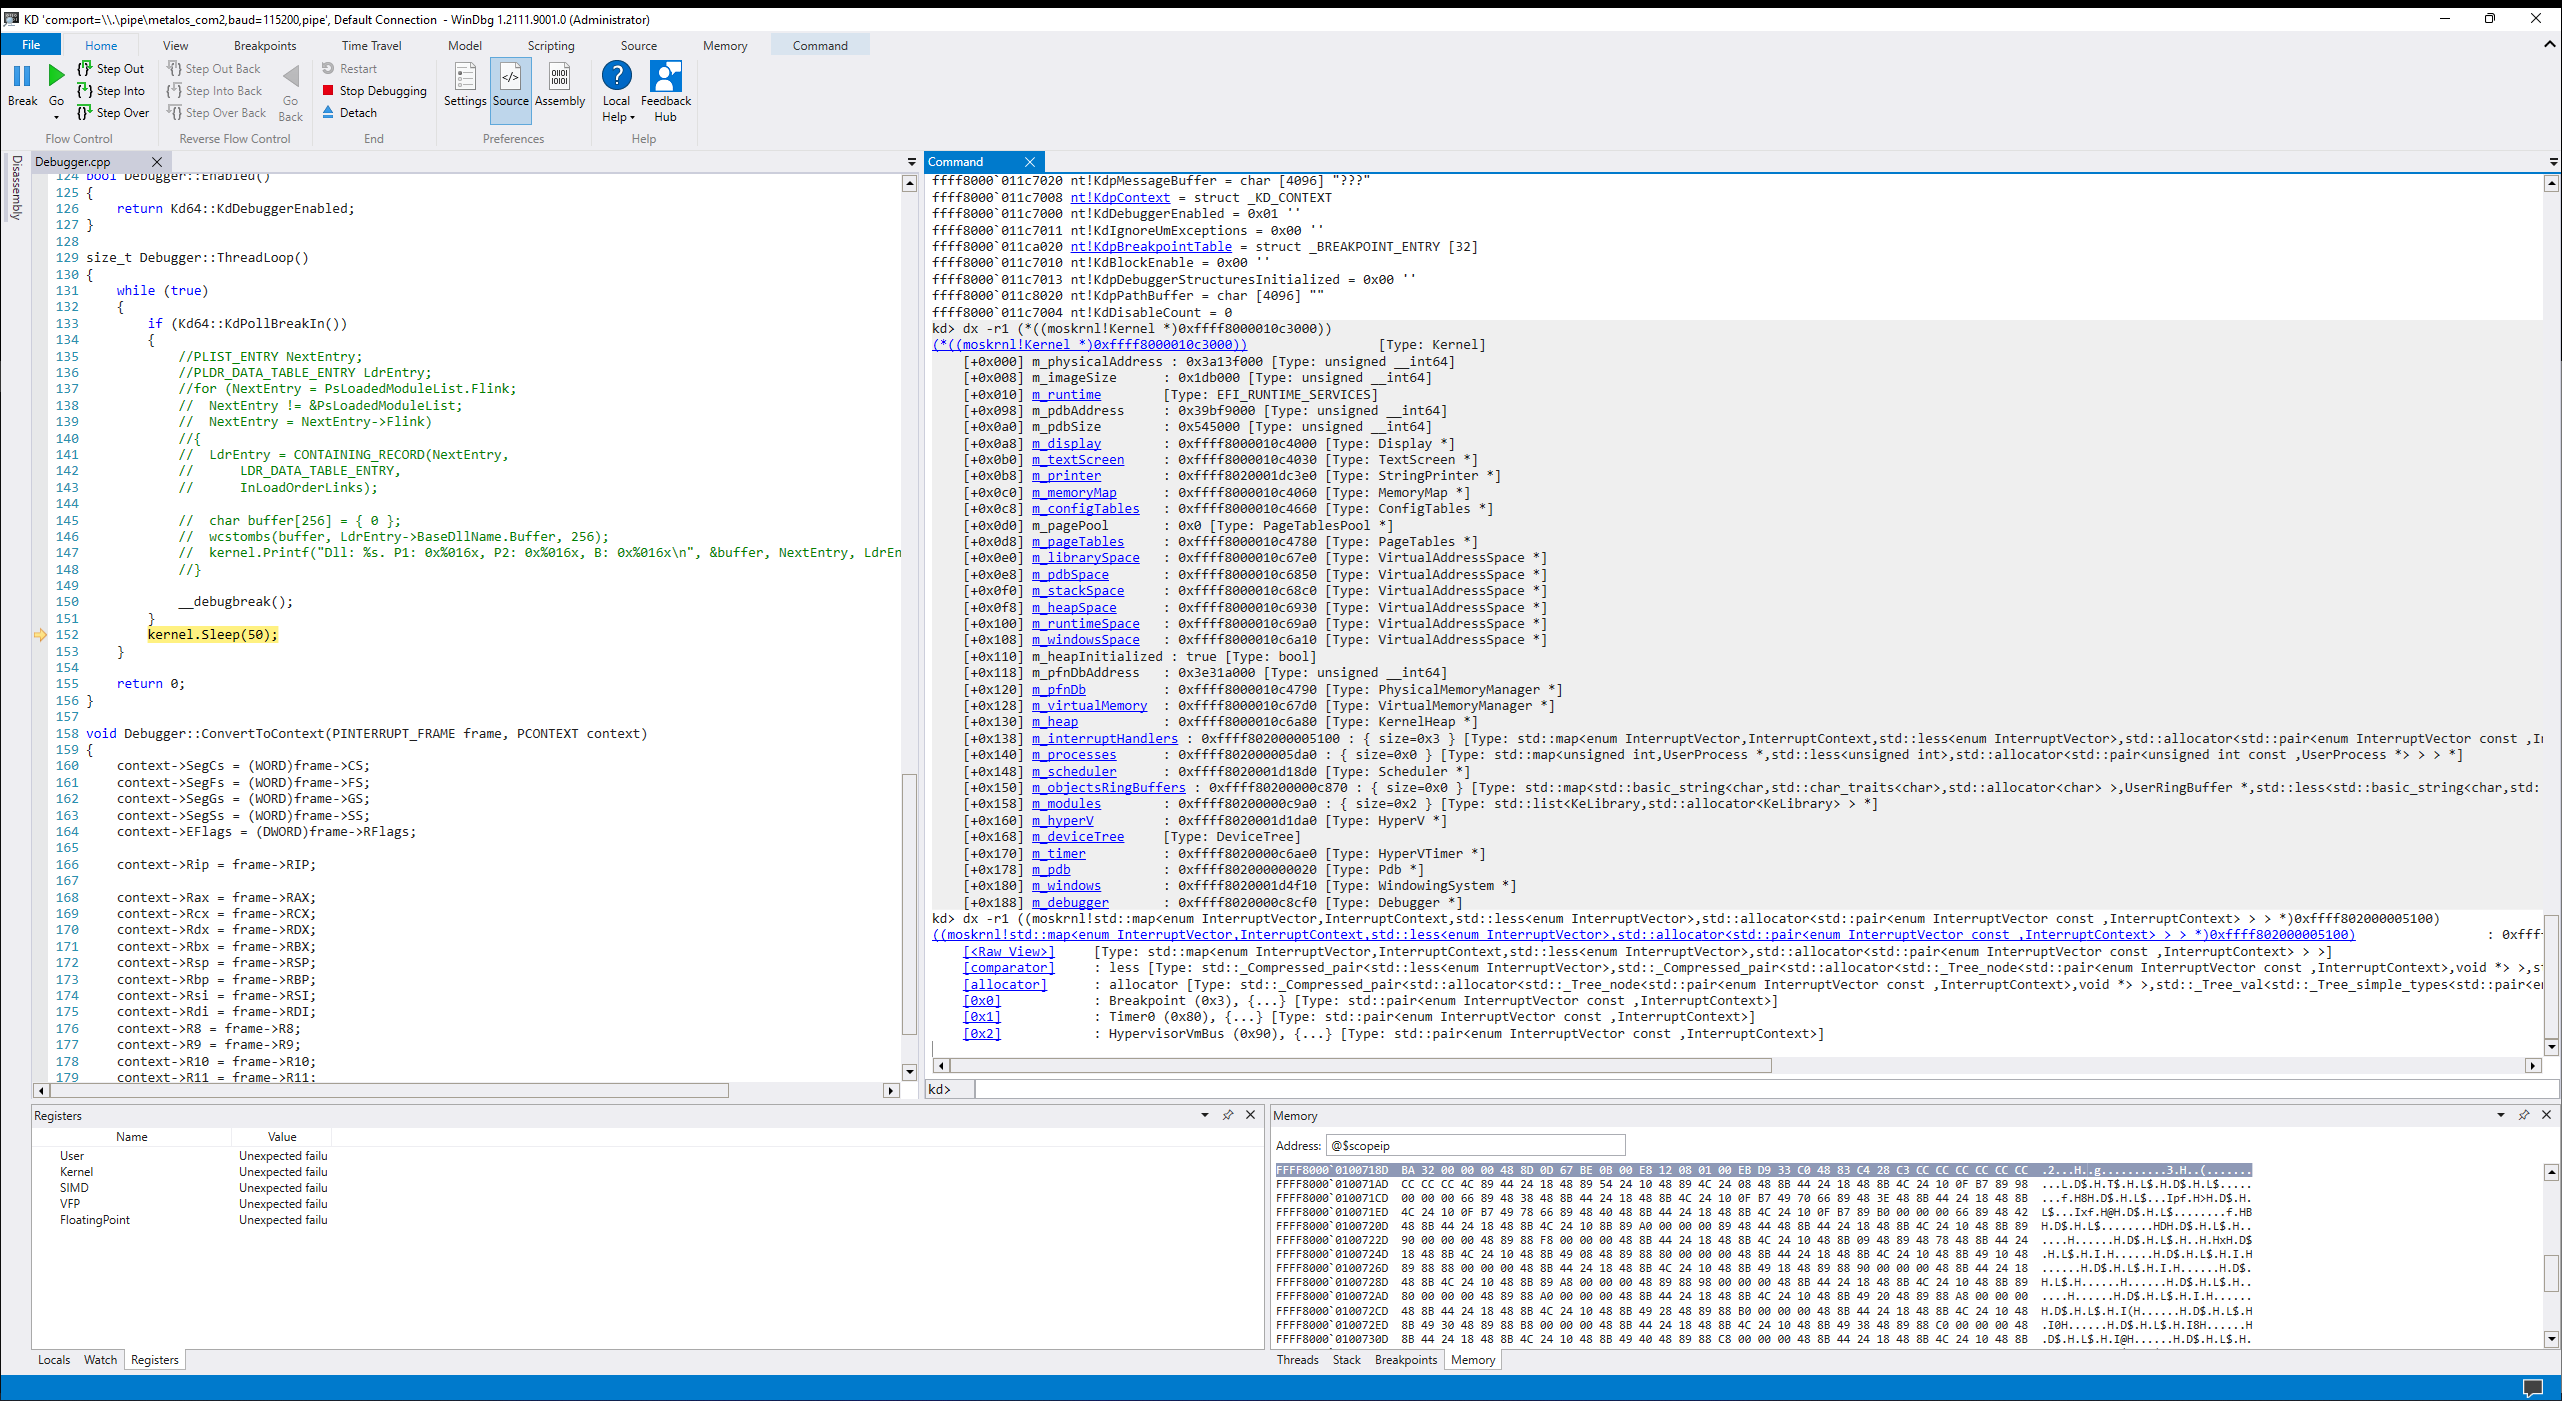 KD 'com:port=\\.\pipe\metalos_com2,baud=115200,pipe', Default Connection - WinDbg 1.2111.9001.0 (Administrator)
File Home View Breakpoints Time Travel Model Scripting Source Memory Command
Break Go Step Out Step Into Step Over
Flow Control
Step Out Back Step Into Back Step Over Back Go Back
Reverse Flow Control
Restart Stop Debugging Detach
End
Settings Source Assembly
Preferences
Local Help Feedback Hub
Help
Disassembly
Debugger.cpp
124 bool Debugger::Enabled()
125 {
126     return Kd64::KdDebuggerEnabled;
127 }
128
129 size_t Debugger::ThreadLoop()
130 {
131     while (true)
132     {
133         if (Kd64::KdPollBreakIn())
134         {
135             //PLIST_ENTRY NextEntry;
136             //PLDR_DATA_TABLE_ENTRY LdrEntry;
137             //for (NextEntry = PsLoadedModuleList.Flink;
138             //  NextEntry != &PsLoadedModuleList;
139             //  NextEntry = NextEntry->Flink)
140             //{
141             //  LdrEntry = CONTAINING_RECORD(NextEntry,
142             //      LDR_DATA_TABLE_ENTRY,
143             //      InLoadOrderLinks);
144
145             //  char buffer[256] = { 0 };
146             //  wcstombs(buffer, LdrEntry->BaseDllName.Buffer, 256);
147             //  kernel.Printf("Dll: %s. P1: 0x%016x, P2: 0x%016x, B: 0x%016x\n", &buffer, NextEntry, LdrEn
148             //}
149
150             __debugbreak();
151         }
152         kernel.Sleep(50);
153     }
154
155     return 0;
156 }
157
158 void Debugger::ConvertToContext(PINTERRUPT_FRAME frame, PCONTEXT context)
159 {
160     context->SegCs = (WORD)frame->CS;
161     context->SegFs = (WORD)frame->FS;
162     context->SegGs = (WORD)frame->GS;
163     context->SegSs = (WORD)frame->SS;
164     context->EFlags = (DWORD)frame->RFlags;
165
166     context->Rip = frame->RIP;
167
168     context->Rax = frame->RAX;
169     context->Rcx = frame->RCX;
170     context->Rdx = frame->RDX;
171     context->Rbx = frame->RBX;
172     context->Rsp = frame->RSP;
173     context->Rbp = frame->RBP;
174     context->Rsi = frame->RSI;
175     context->Rdi = frame->RDI;
176     context->R8 = frame->R8;
177     context->R9 = frame->R9;
178     context->R10 = frame->R10;
179     context->R11 = frame->R11;
Command
ffff8000`011c7020 nt!KdpMessageBuffer = char [4096] "???"
ffff8000`011c7008 nt!KdpContext = struct _KD_CONTEXT
ffff8000`011c7000 nt!KdDebuggerEnabled = 0x01 ''
ffff8000`011c7011 nt!KdIgnoreUmExceptions = 0x00 ''
ffff8000`011ca020 nt!KdpBreakpointTable = struct _BREAKPOINT_ENTRY [32]
ffff8000`011c7010 nt!KdBlockEnable = 0x00 ''
ffff8000`011c7013 nt!KdpDebuggerStructuresInitialized = 0x00 ''
ffff8000`011c8020 nt!KdpPathBuffer = char [4096] ""
ffff8000`011c7004 nt!KdDisableCount = 0
kd> dx -r1 (*((moskrnl!Kernel *)0xffff8000010c3000))
(*((moskrnl!Kernel *)0xffff8000010c3000))                 [Type: Kernel]
[+0x000] m_physicalAddress : 0x3a13f000 [Type: unsigned __int64]
[+0x008] m_imageSize      : 0x1db000 [Type: unsigned __int64]
[+0x010] m_runtime        [Type: EFI_RUNTIME_SERVICES]
[+0x098] m_pdbAddress     : 0x39bf9000 [Type: unsigned __int64]
[+0x0a0] m_pdbSize        : 0x545000 [Type: unsigned __int64]
[+0x0a8] m_display        : 0xffff8000010c4000 [Type: Display *]
[+0x0b0] m_textScreen     : 0xffff8000010c4030 [Type: TextScreen *]
[+0x0b8] m_printer        : 0xffff8020001dc3e0 [Type: StringPrinter *]
[+0x0c0] m_memoryMap      : 0xffff8000010c4060 [Type: MemoryMap *]
[+0x0c8] m_configTables   : 0xffff8000010c4660 [Type: ConfigTables *]
[+0x0d0] m_pagePool       : 0x0 [Type: PageTablesPool *]
[+0x0d8] m_pageTables     : 0xffff8000010c4780 [Type: PageTables *]
[+0x0e0] m_librarySpace   : 0xffff8000010c67e0 [Type: VirtualAddressSpace *]
[+0x0e8] m_pdbSpace       : 0xffff8000010c6850 [Type: VirtualAddressSpace *]
[+0x0f0] m_stackSpace     : 0xffff8000010c68c0 [Type: VirtualAddressSpace *]
[+0x0f8] m_heapSpace      : 0xffff8000010c6930 [Type: VirtualAddressSpace *]
[+0x100] m_runtimeSpace   : 0xffff8000010c69a0 [Type: VirtualAddressSpace *]
[+0x108] m_windowsSpace   : 0xffff8000010c6a10 [Type: VirtualAddressSpace *]
[+0x110] m_heapInitialized : true [Type: bool]
[+0x118] m_pfnDbAddress   : 0x3e31a000 [Type: unsigned __int64]
[+0x120] m_pfnDb          : 0xffff8000010c4790 [Type: PhysicalMemoryManager *]
[+0x128] m_virtualMemory  : 0xffff8000010c67d0 [Type: VirtualMemoryManager *]
[+0x130] m_heap           : 0xffff8000010c6a80 [Type: KernelHeap *]
[+0x138] m_interruptHandlers : 0xffff802000005100 : { size=0x3 } [Type: std::map<enum InterruptVector,InterruptContext,std::less<enum InterruptVector>,std::allocator<std::pair<enum InterruptVector const ,I
[+0x140] m_processes      : 0xffff802000005da0 : { size=0x0 } [Type: std::map<unsigned int,UserProcess *,std::less<unsigned int>,std::allocator<std::pair<unsigned int const ,UserProcess *> > > *]
[+0x148] m_scheduler      : 0xffff8020001d18d0 [Type: Scheduler *]
[+0x150] m_objectsRingBuffers : 0xffff80200000c870 : { size=0x0 } [Type: std::map<std::basic_string<char,std::char_traits<char>,std::allocator<char> >,UserRingBuffer *,std::less<std::basic_string<char,std:
[+0x158] m_modules        : 0xffff80200000c9a0 : { size=0x2 } [Type: std::list<KeLibrary,std::allocator<KeLibrary> > *]
[+0x160] m_hyperV         : 0xffff8020001d1da0 [Type: HyperV *]
[+0x168] m_deviceTree     [Type: DeviceTree]
[+0x170] m_timer          : 0xffff8020000c6ae0 [Type: HyperVTimer *]
[+0x178] m_pdb            : 0xffff802000000020 [Type: Pdb *]
[+0x180] m_windows        : 0xffff8020001d4f10 [Type: WindowingSystem *]
[+0x188] m_debugger       : 0xffff8020000c8cf0 [Type: Debugger *]
kd> dx -r1 ((moskrnl!std::map<enum InterruptVector,InterruptContext,std::less<enum InterruptVector>,std::allocator<std::pair<enum InterruptVector const ,InterruptContext> > > *)0xffff802000005100)
((moskrnl!std::map<enum InterruptVector,InterruptContext,std::less<enum InterruptVector>,std::allocator<std::pair<enum InterruptVector const ,InterruptContext> > > *)0xffff802000005100)                 : 0xfff
[<Raw View>]     [Type: std::map<enum InterruptVector,InterruptContext,std::less<enum InterruptVector>,std::allocator<std::pair<enum InterruptVector const ,InterruptContext> > >]
[comparator]     : less [Type: std::_Compressed_pair<std::less<enum InterruptVector>,std::_Compressed_pair<std::allocator<std::_Tree_node<std::pair<enum InterruptVector const ,InterruptContext>,void *> >,st
[allocator]      : allocator [Type: std::_Compressed_pair<std::allocator<std::_Tree_node<std::pair<enum InterruptVector const ,InterruptContext>,void *> >,std::_Tree_val<std::_Tree_simple_types<std::pair<e
[0x0]            : Breakpoint (0x3), {...} [Type: std::pair<enum InterruptVector const ,InterruptContext>]
[0x1]            : Timer0 (0x80), {...} [Type: std::pair<enum InterruptVector const ,InterruptContext>]
[0x2]            : HypervisorVmBus (0x90), {...} [Type: std::pair<enum InterruptVector const ,InterruptContext>]
kd>
Registers
Name Value
User Unexpected failu
Kernel Unexpected failu
SIMD Unexpected failu
VFP Unexpected failu
FloatingPoint Unexpected failu
Locals Watch Registers
Memory
Address: @$scopeip
FFFF8000`0100718D BA 32 00 00 00 48 8D 0D 67 BE 0B 00 E8 12 08 01 00 EB D9 33 C0 48 83 C4 28 C3 CC CC CC CC CC CC .2...H..g..........3.H..(.......
FFFF8000`010071AD CC CC CC 4C 89 44 24 18 48 89 54 24 10 48 89 4C 24 08 48 8B 44 24 18 48 8B 4C 24 10 0F B7 89 98 ...L.D$.H.T$.H.L$.H.D$.H.L$.....
FFFF8000`010071CD 00 00 00 66 89 48 38 48 8B 44 24 18 48 8B 4C 24 10 0F B7 49 70 66 89 48 3E 48 8B 44 24 18 48 8B ...f.H8H.D$.H.L$...Ipf.H>H.D$.H.
FFFF8000`010071ED 4C 24 10 0F B7 49 78 66 89 48 40 48 8B 44 24 18 48 8B 4C 24 10 0F B7 89 B0 00 00 00 66 89 48 42 L$...Ixf.H@H.D$.H.L$........f.HB
FFFF8000`0100720D 48 8B 44 24 18 48 8B 4C 24 10 8B 89 A0 00 00 00 89 48 44 48 8B 44 24 18 48 8B 4C 24 10 48 8B 89 H.D$.H.L$........HDH.D$.H.L$.H..
FFFF8000`0100722D 90 00 00 00 48 89 88 F8 00 00 00 48 8B 44 24 18 48 8B 4C 24 10 48 8B 09 48 89 48 78 48 8B 44 24 ....H......H.D$.H.L$.H..H.HxH.D$
FFFF8000`0100724D 18 48 8B 4C 24 10 48 8B 49 08 48 89 88 80 00 00 00 48 8B 44 24 18 48 8B 4C 24 10 48 8B 49 10 48 .H.L$.H.I.H......H.D$.H.L$.H.I.H
FFFF8000`0100726D 89 88 88 00 00 00 48 8B 44 24 18 48 8B 4C 24 10 48 8B 49 18 48 89 88 90 00 00 00 48 8B 44 24 18 ......H.D$.H.L$.H.I.H......H.D$.
FFFF8000`0100728D 48 8B 4C 24 10 48 8B 89 A8 00 00 00 48 89 88 98 00 00 00 48 8B 44 24 18 48 8B 4C 24 10 48 8B 89 H.L$.H......H......H.D$.H.L$.H..
FFFF8000`010072AD 80 00 00 00 48 89 88 A0 00 00 00 48 8B 44 24 18 48 8B 4C 24 10 48 8B 49 20 48 89 88 A8 00 00 00 ....H......H.D$.H.L$.H.I H......
FFFF8000`010072CD 48 8B 44 24 18 48 8B 4C 24 10 48 8B 49 28 48 89 88 B0 00 00 00 48 8B 44 24 18 48 8B 4C 24 10 48 H.D$.H.L$.H.I(H......H.D$.H.L$.H
FFFF8000`010072ED 8B 49 30 48 89 88 B8 00 00 00 48 8B 44 24 18 48 8B 4C 24 10 48 8B 49 38 48 89 88 C0 00 00 00 48 .I0H......H.D$.H.L$.H.I8H......H
FFFF8000`0100730D 8B 44 24 18 48 8B 4C 24 10 48 8B 49 40 48 89 88 C8 00 00 00 48 8B 44 24 18 48 8B 4C 24 10 48 8B .D$.H.L$.H.I@H......H.D$.H.L$.H.
Threads Stack Breakpoints Memory